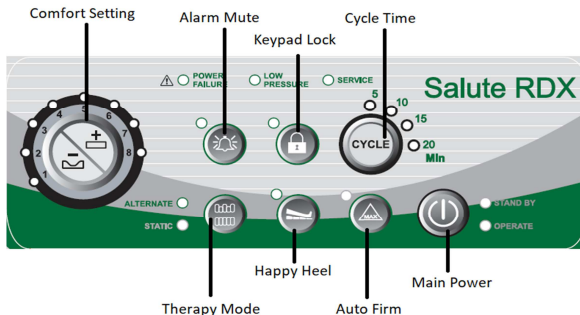 Comfort Setting
Alarm Mute
Cycle Time
Keypad Lock
POWER
FAILURE
LOW
PRESSURE
SERVICE
Salute RDX
5
10
15
20
Min
CYCLE
1
2
3
4
5
6
7
8
ALTERNATE
STATIC
MAX
STAND BY
OPERATE
Happy Heel
Main Power
Therapy Mode
Auto Firm